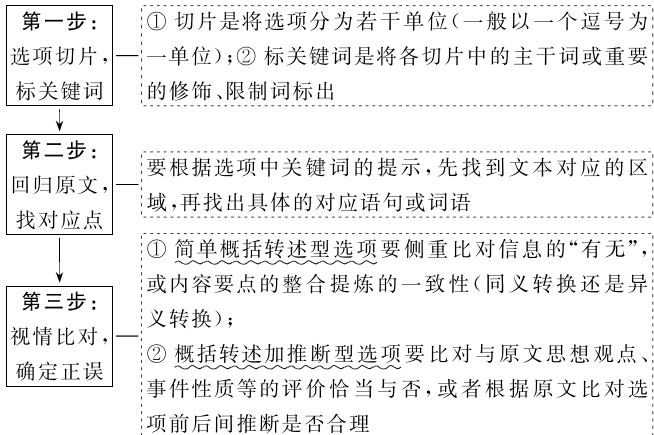 第一步：
选项切片，
标关键词
① 切片是将选项分为若干单位(一般以一个逗号为
一单位)；② 标关键词是将各切片中的主干词或重要
的修饰、限制词标出
第二步：
回归原文，
找对应点
要根据选项中关键词的提示，先找到文本对应的区
域，再找出具体的对应语句或词语
第三步：
视情比对，
确定正误
① 简单概括转述型选项要侧重比对信息的“有无”，
或内容要点的整合提炼的一致性(同义转换还是异
义转换)；
② 概括转述加推断型选项要比对与原文思想观点、
事件性质等的评价恰当与否，或者根据原文比对选
项前后间推断是否合理